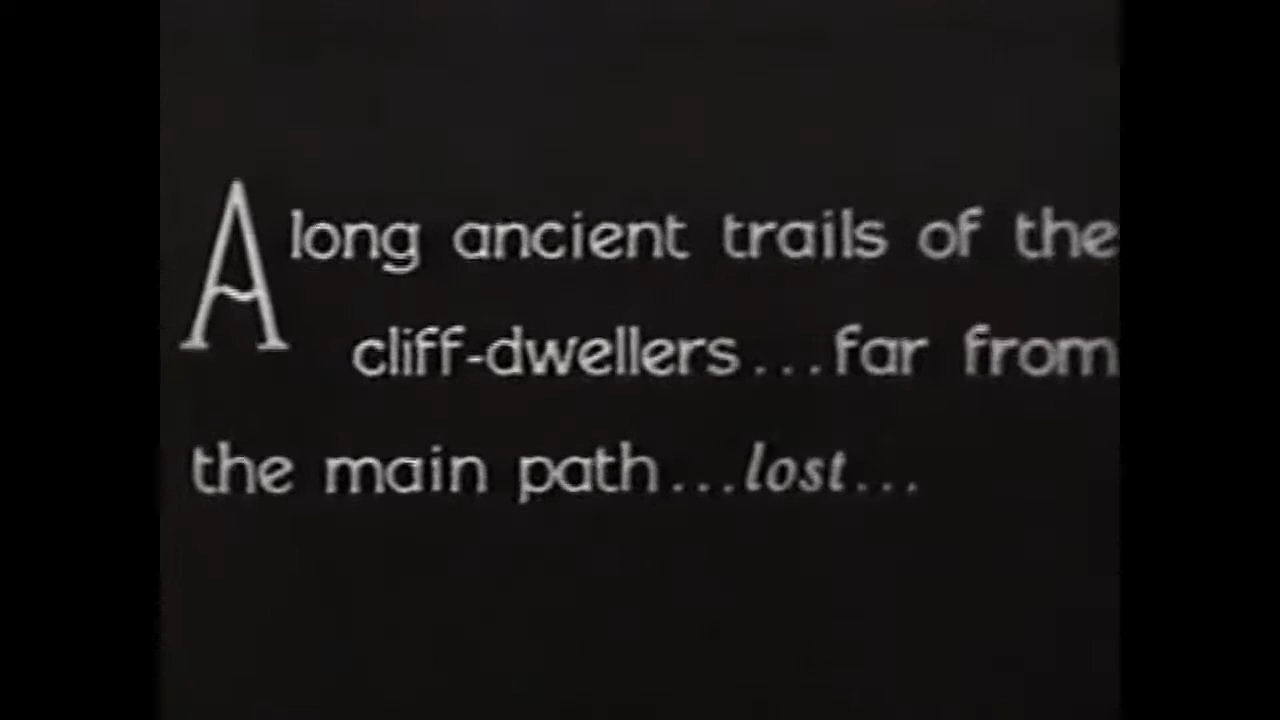 Along ancient trails of the
cliff-dwellers...far from
the main path...lost...